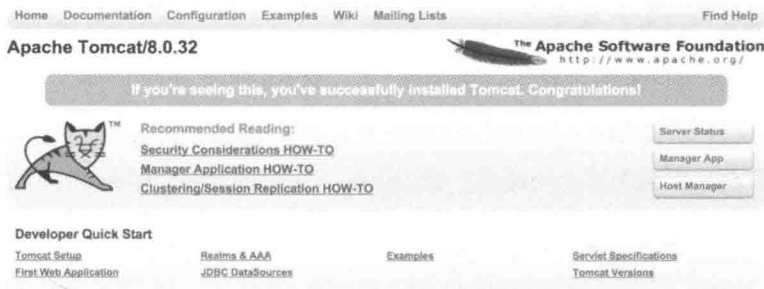 Home Documentation Configuration Examples Wiki Mailing Lists Find Help
Apache Tomcat/8.0.32
The Apache Software Foundation
http://www.apache.org/
If you're seeing this, you've successfully installed Tomcat. Congratulations!
TM
Recommended Reading:
Security Considerations HOW-TO
Manager Application HOW-TO
Clustering/Session Replication HOW-TO
Server Status
Manager App
Host Manager
Developer Quick Start
Tomcat Setup
First Web Application
Realms & AAA
JDBC DataSources
Examples
Servlet Specifications
Tomcat Versions